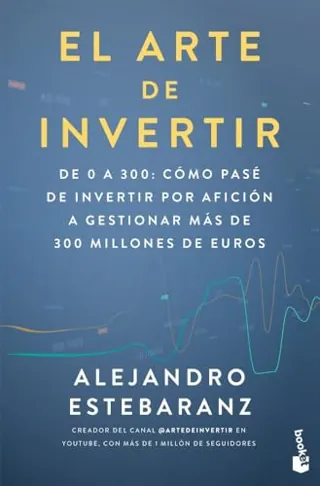 EL ARTE
DE
INVERTIR
DE 0 A 300: CÓMO PASÉ
DE INVERTIR POR AFICIÓN
A GESTIONAR MÁS DE
300 MILLONES DE EUROS
ALEJANDRO
ESTEBARANZ
CREADOR DEL CANAL @ARTEDEINVERTIR EN
YOUTUBE, CON MÁS DE 1 MILLÓN DE SEGUIDORES
booket